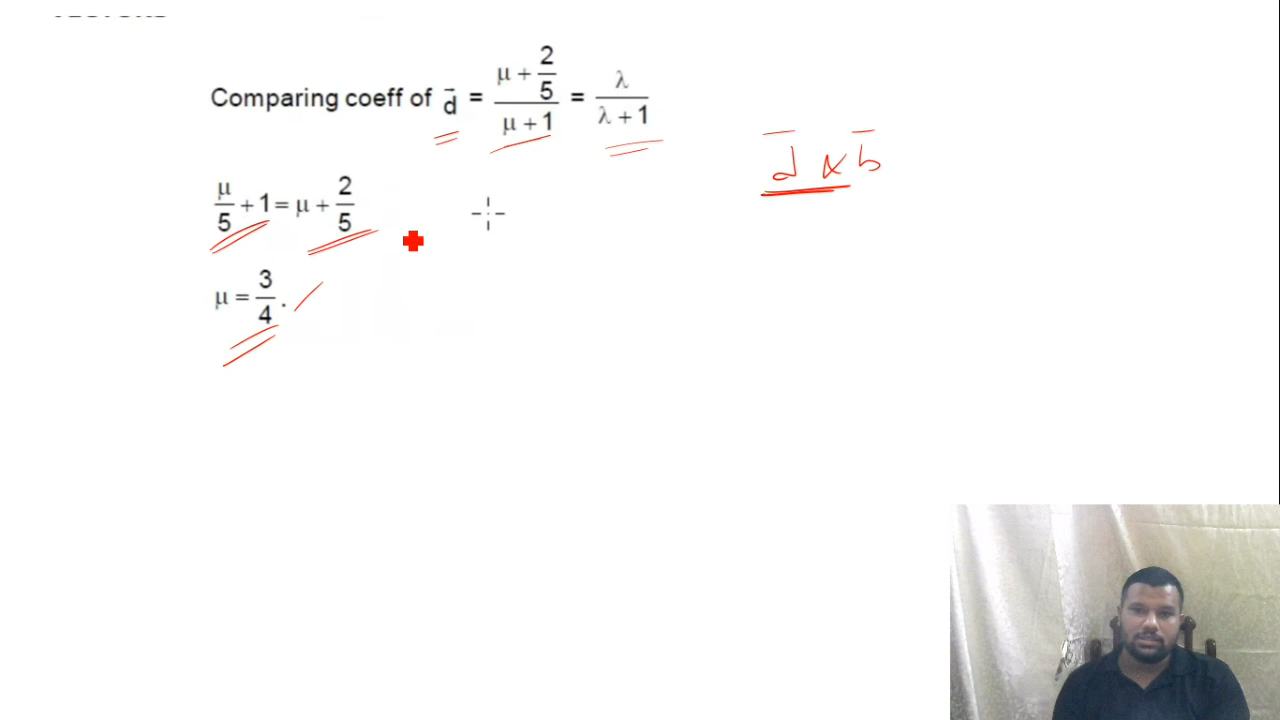 Comparing coeff of d̄ = (μ + 2/5)/(μ + 1) = λ/(λ + 1)
d̄ & b̄
μ/5 + 1 = μ + 2/5
μ = 3/4.